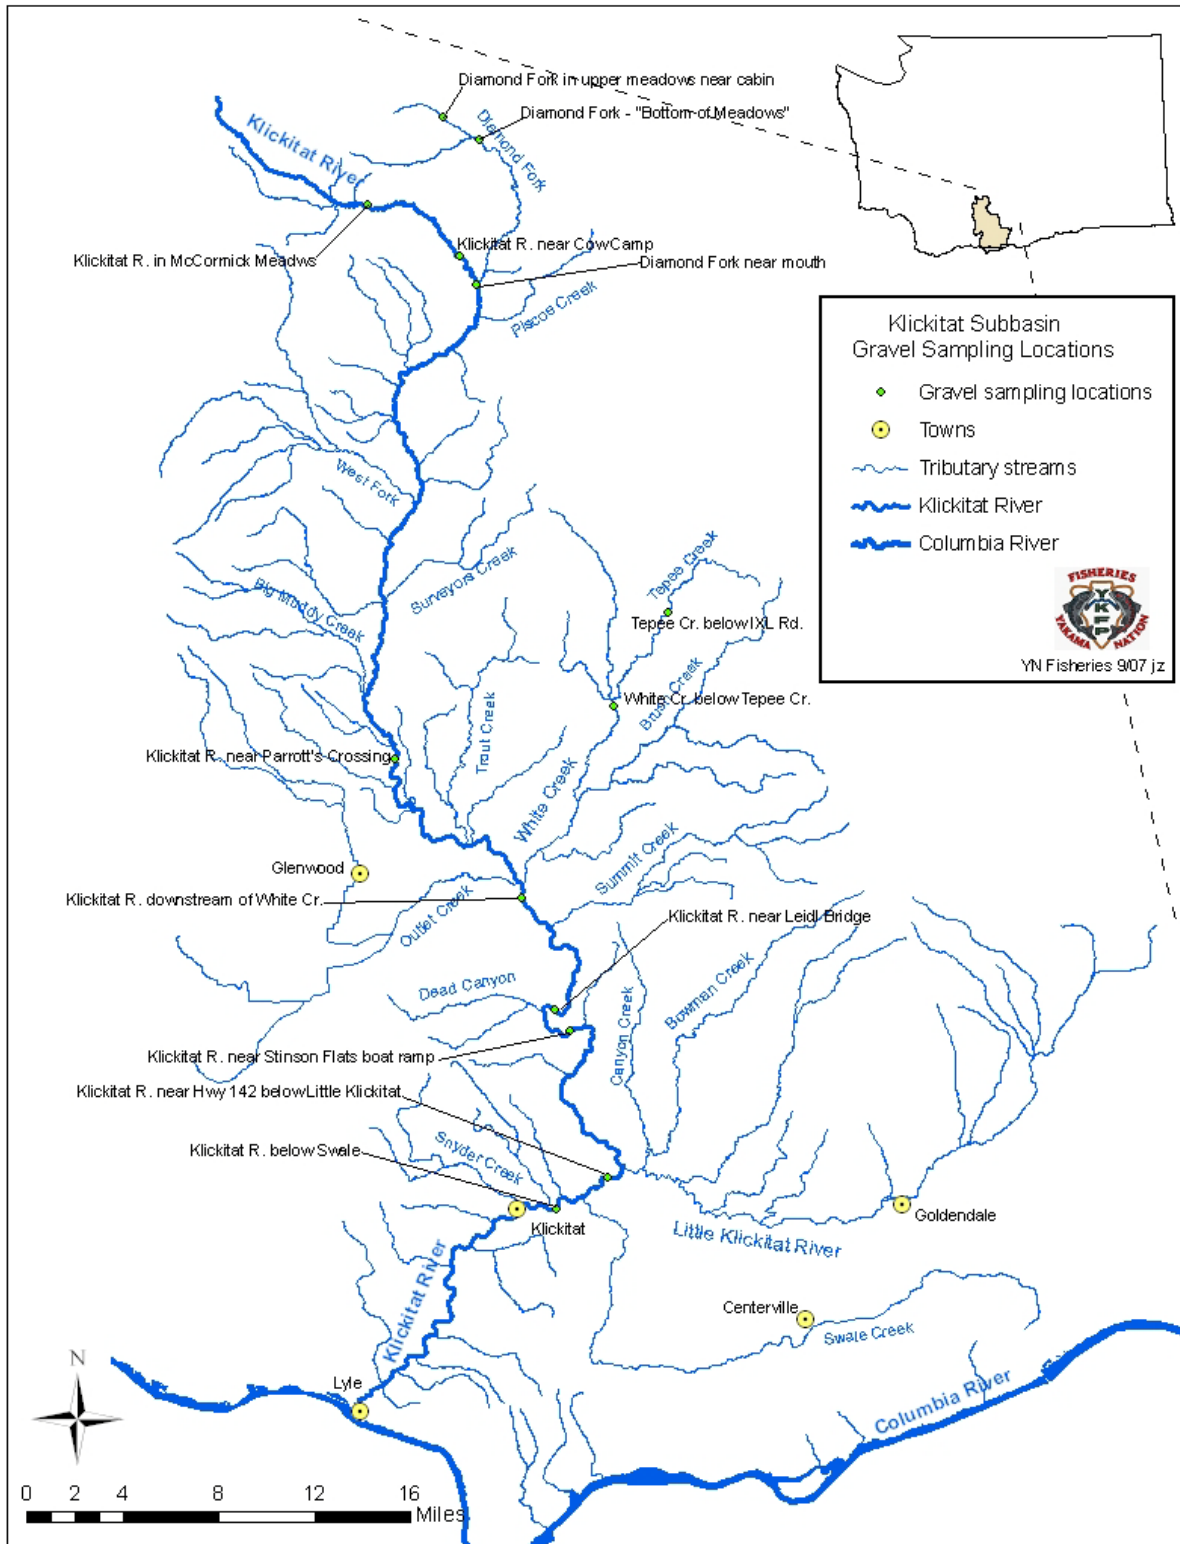 Diamond Fork in upper meadows near cabin
Diamond Fork - "Bottom of Meadows"
Klickitat River
Diamond Fork
Klickitat R. near Cow Camp
Klickitat R. in McCormick Meadws
Diamond Fork near mouth
Piscoe Creek
Klickitat Subbasin
Gravel Sampling Locations
Gravel sampling locations
Towns
Tributary streams
Klickitat River
Columbia River
FISHERIES
YKFP
YAKAMA NATION
YN Fisheries 9/07 jz
West Fork
Surveyors Creek
Big Muddy Creek
Tepee Creek
Tepee Cr. below IXL Rd.
White Cr. below Tepee Cr.
Brush Creek
Trout Creek
Klickitat R. near Parrott's Crossing
White Creek
Glenwood
Summit Creek
Klickitat R. downstream of White Cr.
Outlet Creek
Klickitat R. near Leidl Bridge
Dead Canyon
Bowman Creek
Canyon Creek
Klickitat R. near Stinson Flats boat ramp
Klickitat R. near Hwy 142 below Little Klickitat
Snyder Creek
Klickitat R. below Swale
Klickitat
Goldendale
Little Klickitat River
Klickitat River
Centerville
Swale Creek
N
Lyle
Columbia River
0 2 4 8 12 16
Miles